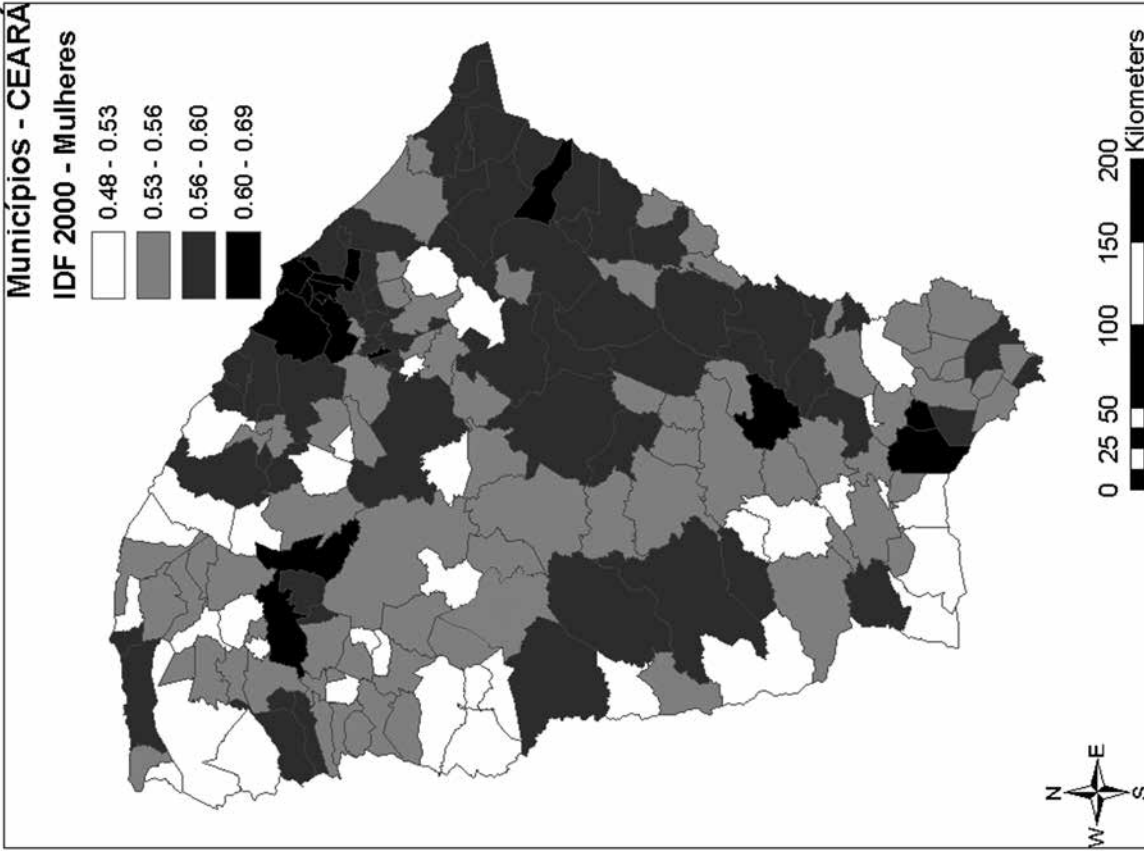 Municípios - CEARÁ
IDF 2000 - Mulheres
0.48 - 0.53
0.53 - 0.56
0.56 - 0.60
0.60 - 0.69
N
W
E
S
0 25 50 100 150 200
Kilometers